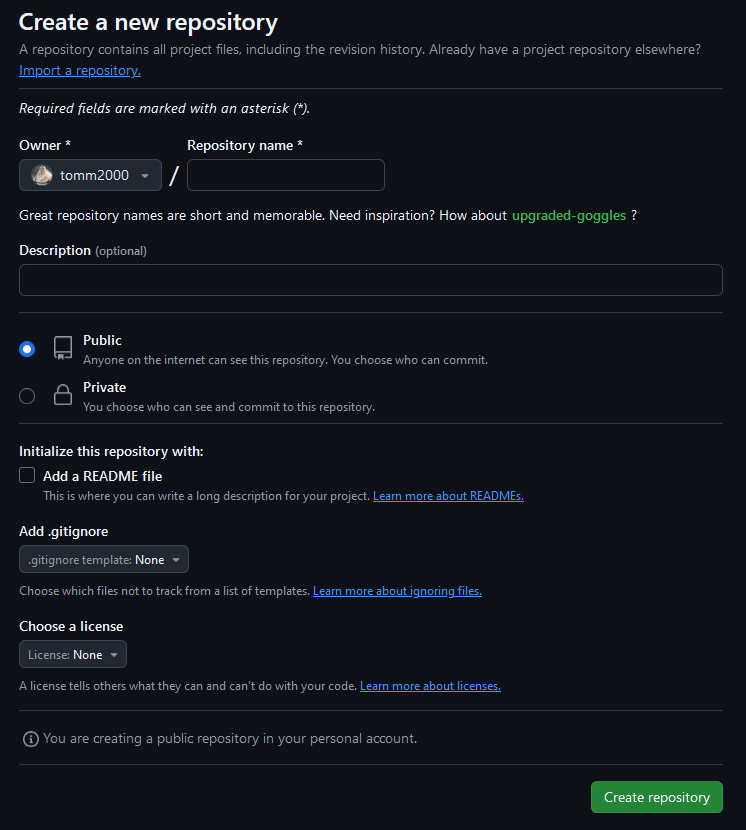 Create a new repository
A repository contains all project files, including the revision history. Already have a project repository elsewhere?
Import a repository.
Required fields are marked with an asterisk (*).
Owner * Repository name *
tomm2000 /
Great repository names are short and memorable. Need inspiration? How about upgraded-goggles ?
Description (optional)
Public
Anyone on the internet can see this repository. You choose who can commit.
Private
You choose who can see and commit to this repository.
Initialize this repository with:
Add a README file
This is where you can write a long description for your project. Learn more about READMEs.
Add .gitignore
.gitignore template: None
Choose which files not to track from a list of templates. Learn more about ignoring files.
Choose a license
License: None
A license tells others what they can and can't do with your code. Learn more about licenses.
You are creating a public repository in your personal account.
Create repository